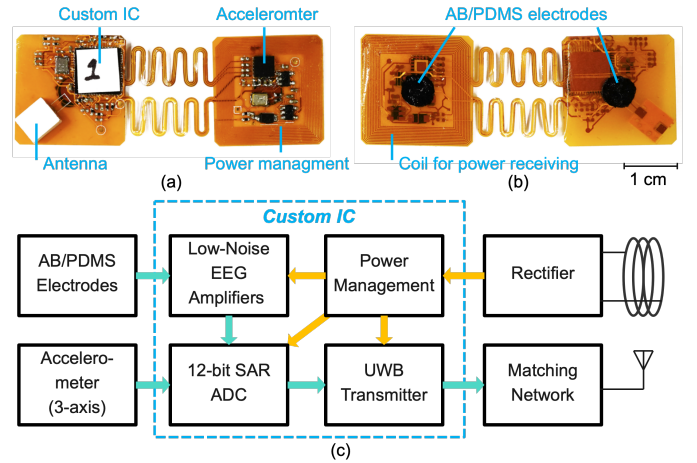 Custom IC
Acceleromter
AB/PDMS electrodes
1
Antenna
Power managment
Coil for power receiving
(a)
(b)
1 cm
Custom IC
AB/PDMS
Electrodes
Low-Noise
EEG
Amplifiers
Power
Management
Rectifier
Accelero-
meter
(3-axis)
12-bit SAR
ADC
UWB
Transmitter
Matching
Network
(c)